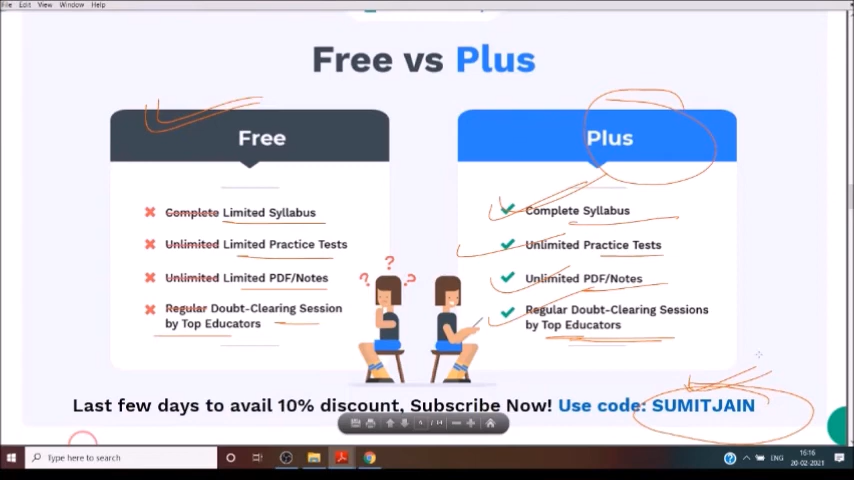 File Edit View Window Help
Free vs Plus
Free
Plus
Complete Limited Syllabus
Unlimited Limited Practice Tests
Unlimited Limited PDF/Notes
Regular Doubt-Clearing Session
by Top Educators
Complete Syllabus
Unlimited Practice Tests
Unlimited PDF/Notes
Regular Doubt-Clearing Sessions
by Top Educators
? ? ?
Last few days to avail 10% discount, Subscribe Now! Use code: SUMITJAIN
/ 14
Type here to search
ENG
16:16
20-02-2021